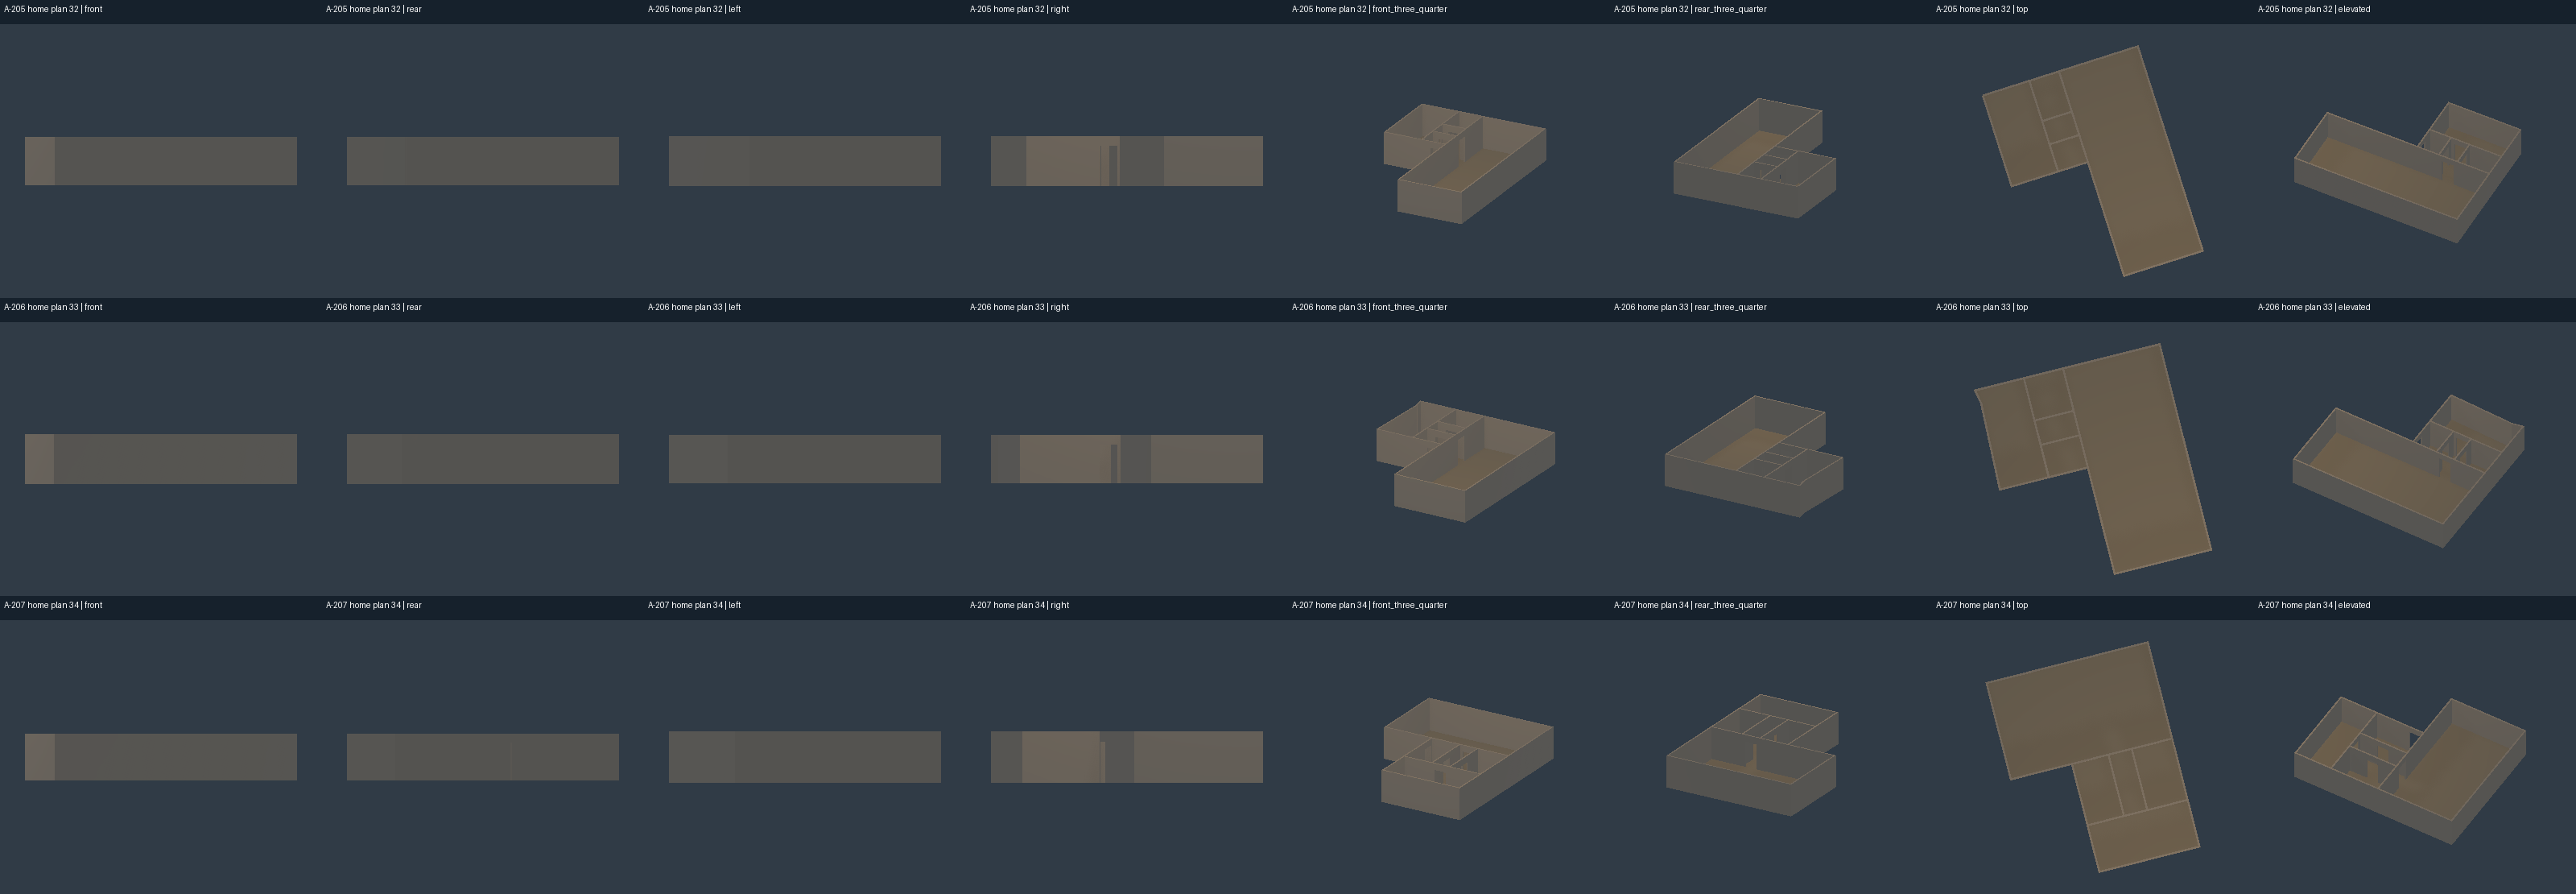 A-205 home plan 32 | front
A-205 home plan 32 | rear
A-205 home plan 32 | left
A-205 home plan 32 | right
A-205 home plan 32 | front_three_quarter
A-205 home plan 32 | rear_three_quarter
A-205 home plan 32 | top
A-205 home plan 32 | elevated
A-206 home plan 33 | front
A-206 home plan 33 | rear
A-206 home plan 33 | left
A-206 home plan 33 | right
A-206 home plan 33 | front_three_quarter
A-206 home plan 33 | rear_three_quarter
A-206 home plan 33 | top
A-206 home plan 33 | elevated
A-207 home plan 34 | front
A-207 home plan 34 | rear
A-207 home plan 34 | left
A-207 home plan 34 | right
A-207 home plan 34 | front_three_quarter
A-207 home plan 34 | rear_three_quarter
A-207 home plan 34 | top
A-207 home plan 34 | elevated